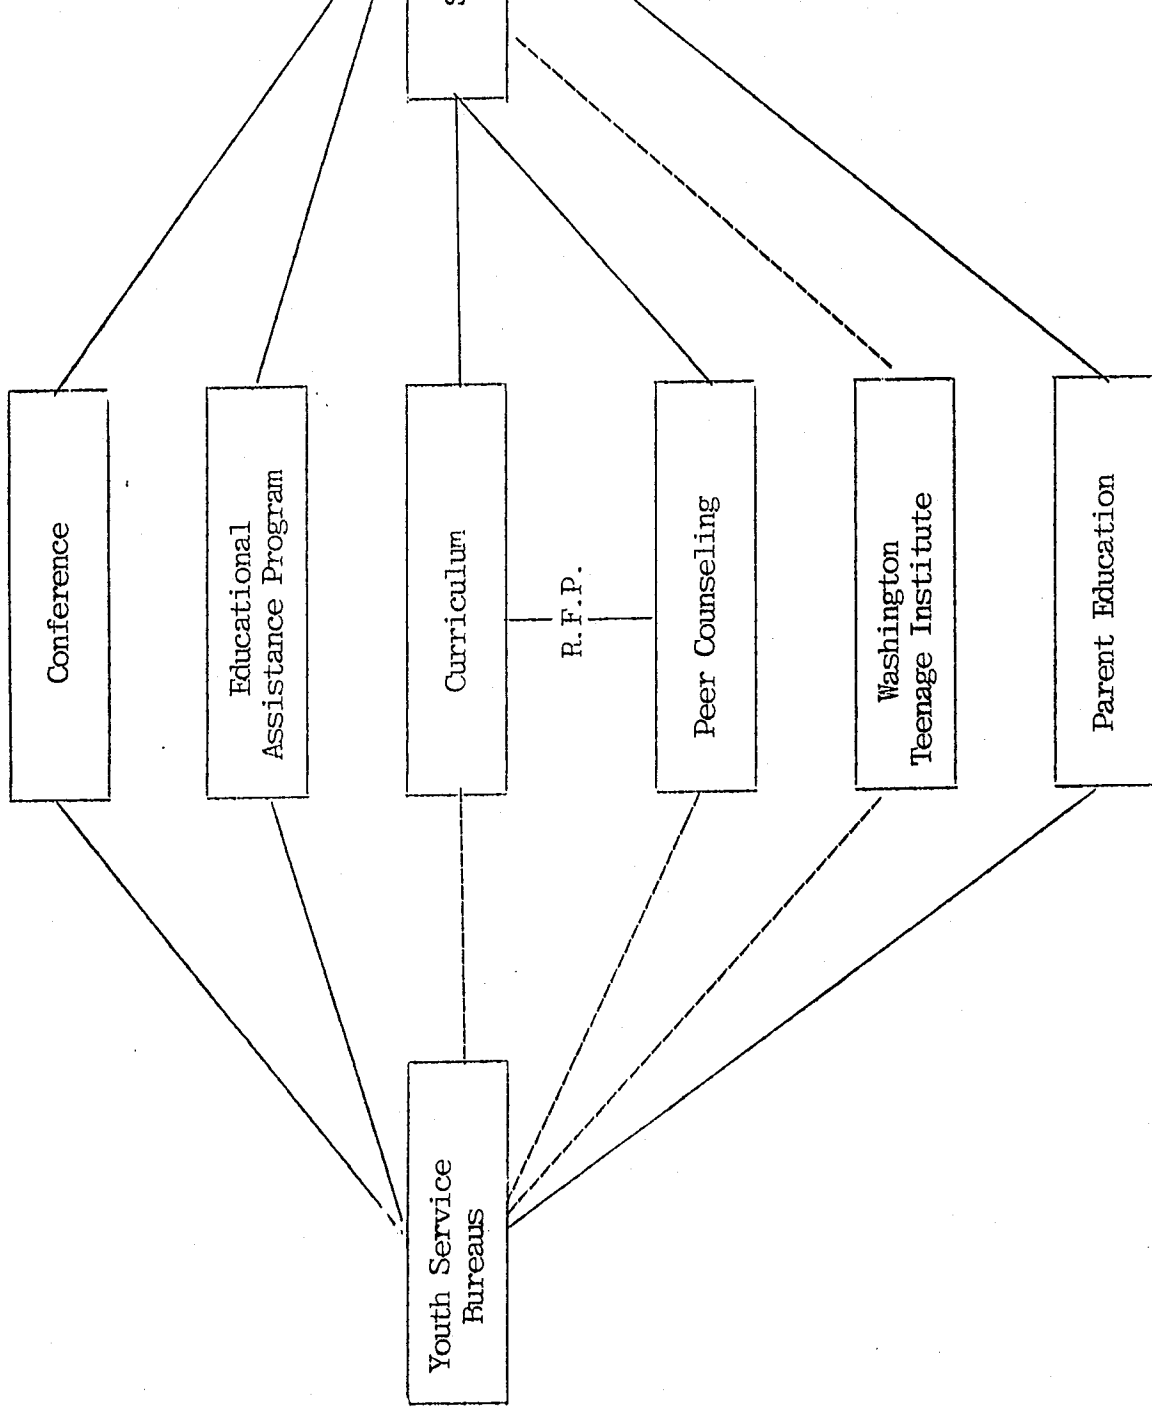 Conference
Educational
Assistance Program
Curriculum
R.F.P.
Peer Counseling
Washington
Teenage Institute
Parent Education
Youth Service
Bureaus